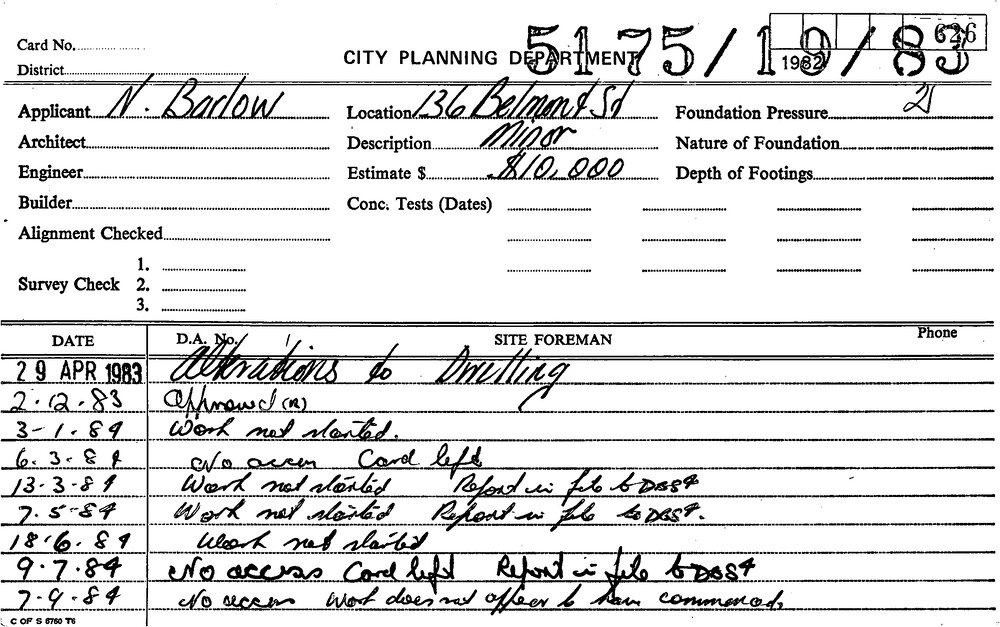 626
5175/19/83
Card No.
CITY PLANNING DEPARTMENT
1982
District
Applicant N. Barlow Location 136 Belmont St Foundation Pressure 21
Architect Description Minor Nature of Foundation
Engineer Estimate $ $10,000 Depth of Footings
Builder Conc. Tests (Dates)
Alignment Checked
1.
Survey Check 2.
3.
DATE D.A. No. SITE FOREMAN Phone
29 APR 1983 Alterations to Dwelling
2.12.83 Approved (R)
3-1.84 Work not started.
6.3.84 No access Card left
13-3-84 Work not started Report in file to DBS4
7.5-84 Work not started Report in file to DBS4.
18.6.84 Work not started
9.7.84 No access Card left Report in file to DBS4
7-9-84 No access work does not appear to have commenced.
C OF S 6760 T6